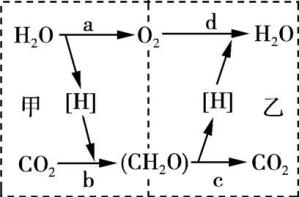 a d
H₂O O₂ H₂O
甲 [H] [H] 乙
CO₂ (CH₂O) CO₂
b c